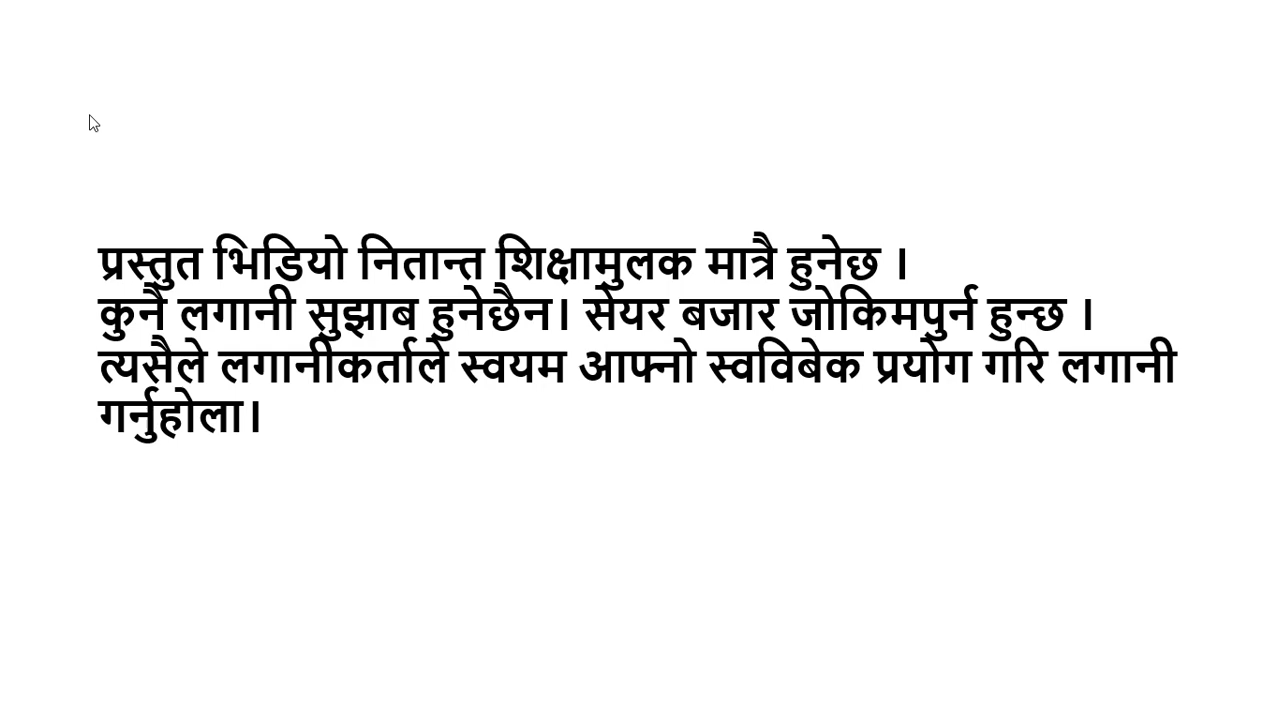 प्रस्तुत भिडियो नितान्त शिक्षामुलक मात्रै हुनेछ ।
कुनै लगानी सुझाब हुनेछैन। सेयर बजार जोकिमपुर्न हुन्छ ।
त्यसैले लगानीकर्ताले स्वयम आफ्नो स्वविबेक प्रयोग गरि लगानी
गर्नुहोला।